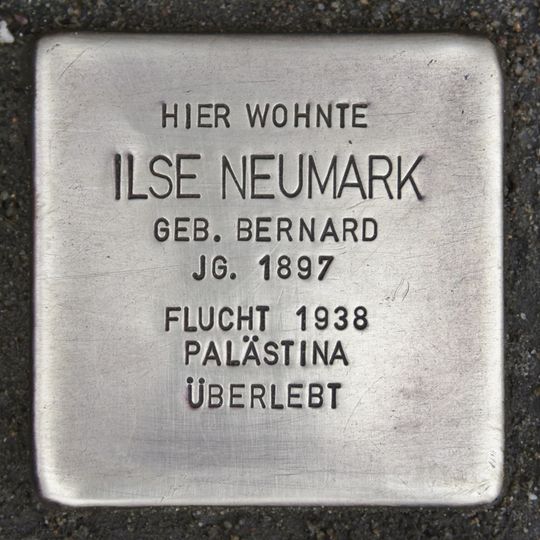 HIER WOHNTE
ILSE NEUMARK
GEB. BERNARD
JG. 1897
FLUCHT 1938
PALÄSTINA
ÜBERLEBT